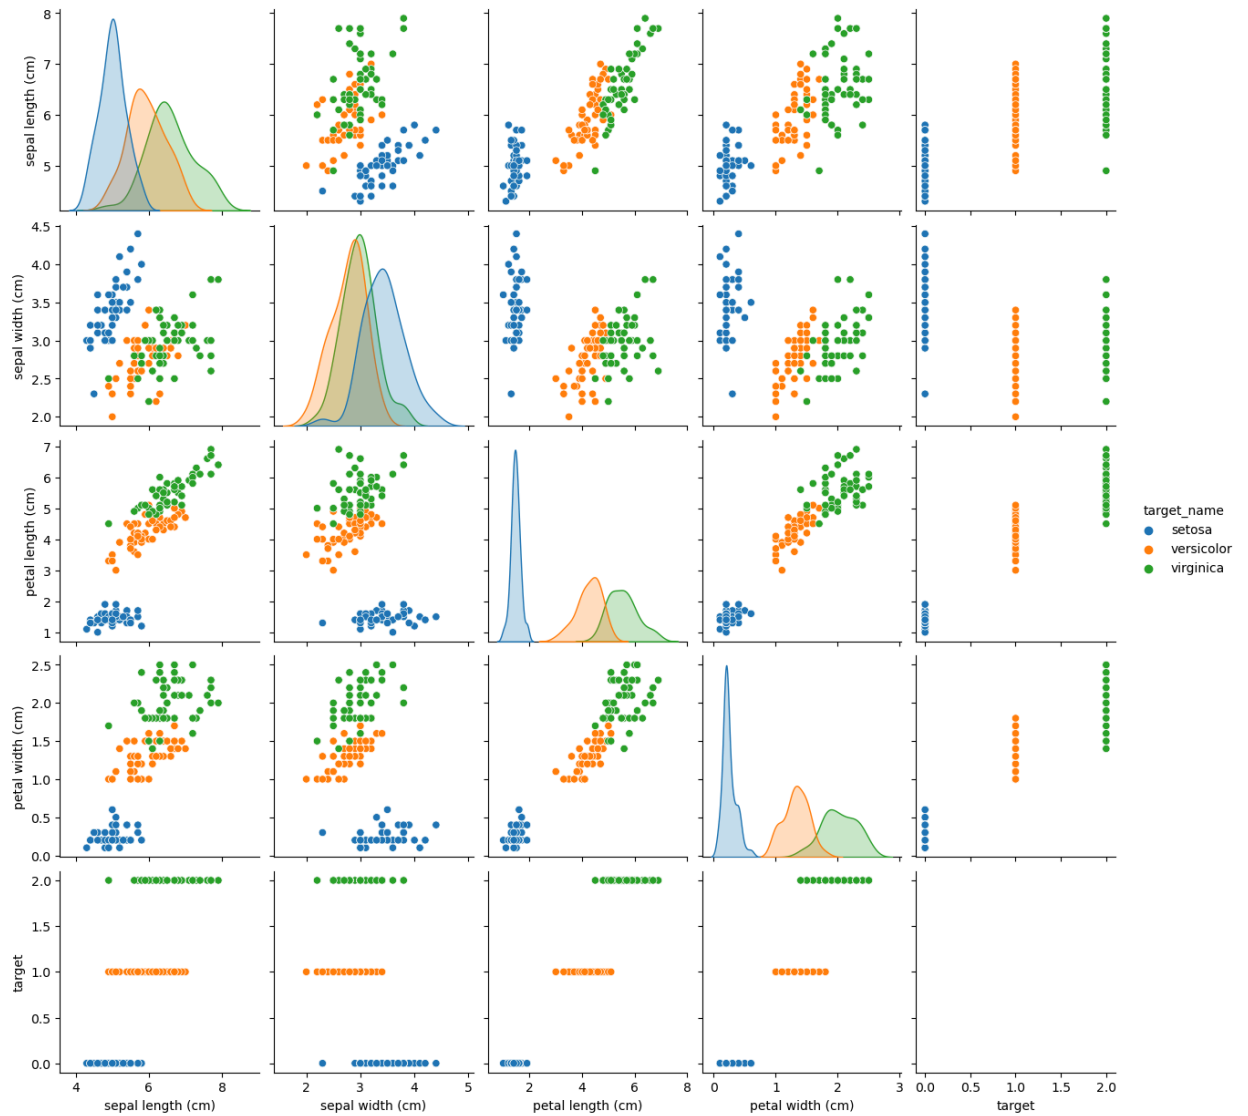 8
7
6
5
sepal length (cm)
4.5
4.0
3.5
3.0
2.5
2.0
sepal width (cm)
7
6
5
4
3
2
1
petal length (cm)
target_name
setosa
versicolor
virginica
2.5
2.0
1.5
1.0
0.5
0.0
petal width (cm)
2.0
1.5
1.0
0.5
0.0
target
4 6 8
2 3 4 5
2 4 6 8
0 1 2 3
0.0 0.5 1.0 1.5 2.0
sepal length (cm)
sepal width (cm)
petal length (cm)
petal width (cm)
target